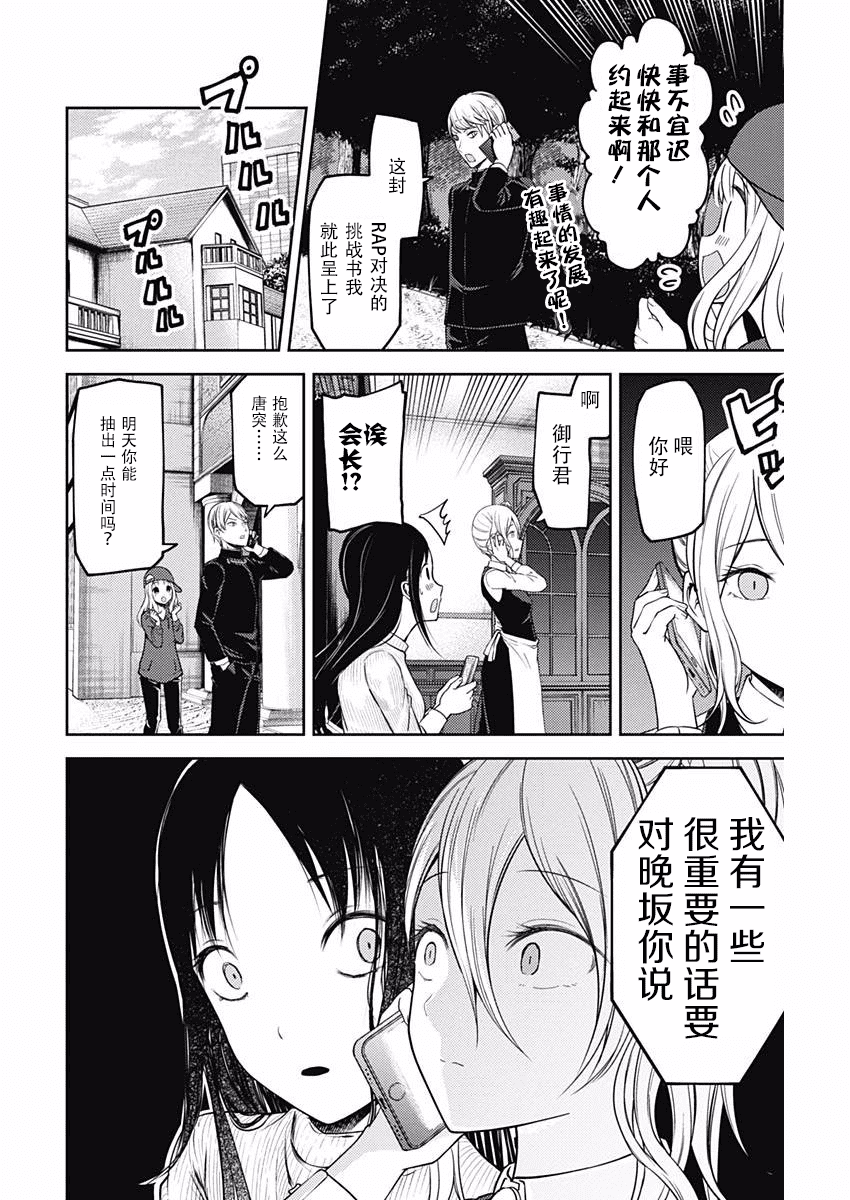 事不宜迟
快快和那个人
约起来啊！
事情的发展
有趣起来了呢！
这封
RAP对决的
挑战书我
就此呈上了
プルルルル
プルルルル
ピッ
喂
你好
啊
御行君
诶
会长!?
抱歉这么
唐突……
明天你能
抽出一点时间吗？
我有一些
很重要的话要
对晚坂你说